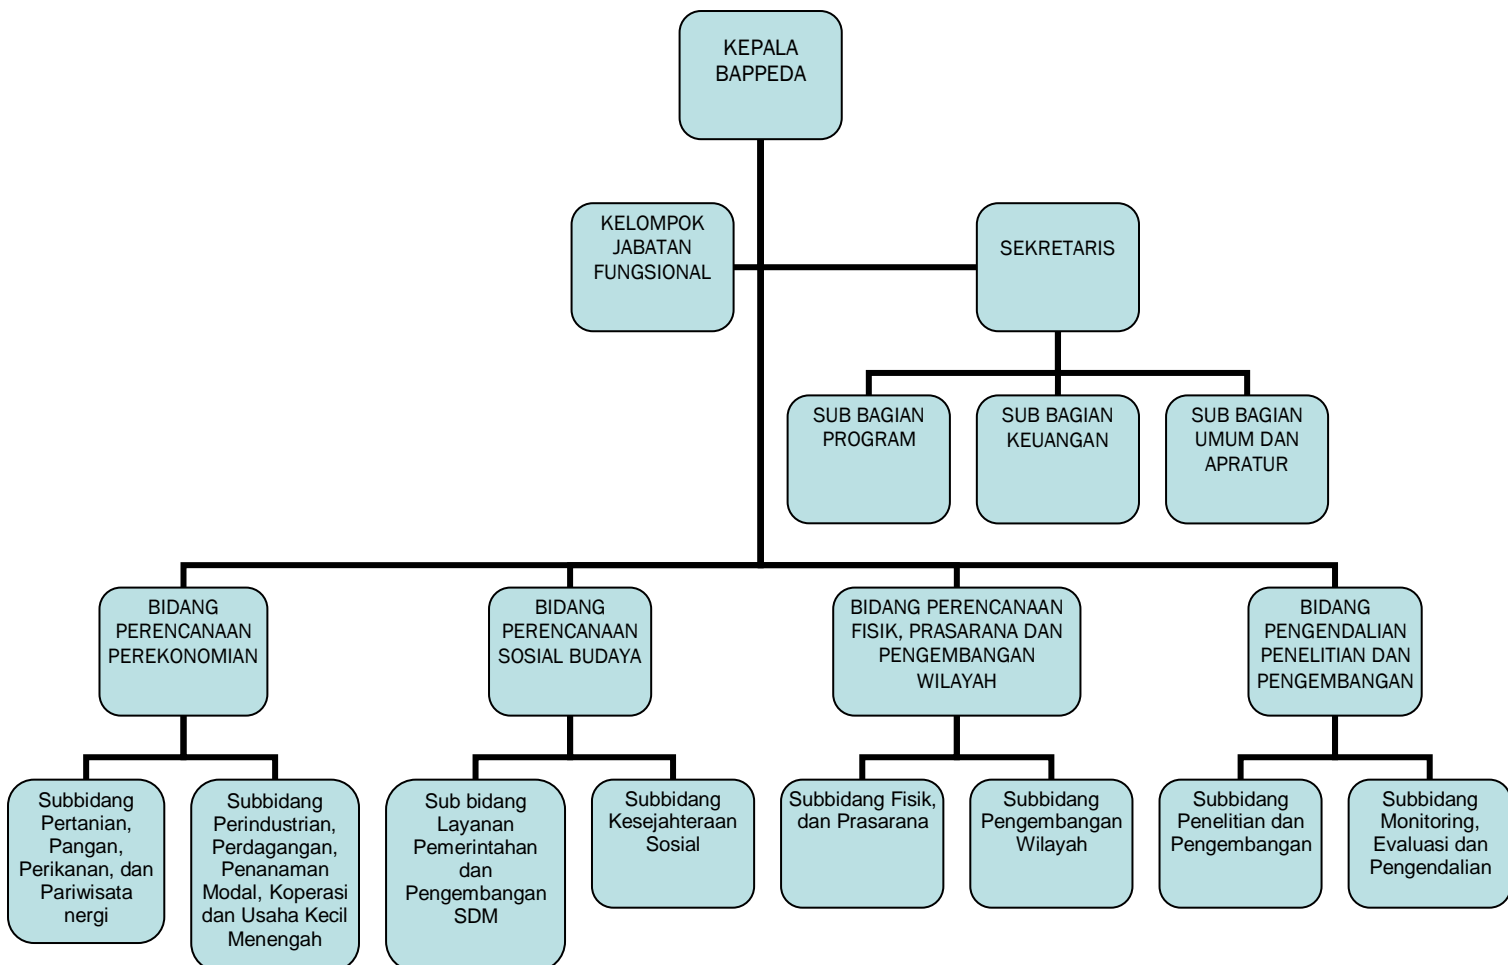 KEPALA
BAPPEDA
KELOMPOK
JABATAN
FUNGSIONAL
SEKRETARIS
SUB BAGIAN
PROGRAM
SUB BAGIAN
KEUANGAN
SUB BAGIAN
UMUM DAN
APRATUR
BIDANG
PERENCANAAN
PEREKONOMIAN
BIDANG
PERENCANAAN
SOSIAL BUDAYA
BIDANG PERENCANAAN
FISIK, PRASARANA DAN
PENGEMBANGAN
WILAYAH
BIDANG
PENGENDALIAN
PENELITIAN DAN
PENGEMBANGAN
Subbidang
Pertanian,
Pangan,
Perikanan, dan
Pariwisata
nergi
Subbidang
Perindustrian,
Perdagangan,
Penanaman
Modal, Koperasi
dan Usaha Kecil
Menengah
Sub bidang
Layanan
Pemerintahan
dan
Pengembangan
SDM
Subbidang
Kesejahteraan
Sosial
Subbidang Fisik,
dan Prasarana
Subbidang
Pengembangan
Wilayah
Subbidang
Penelitian dan
Pengembangan
Subbidang
Monitoring,
Evaluasi dan
Pengendalian